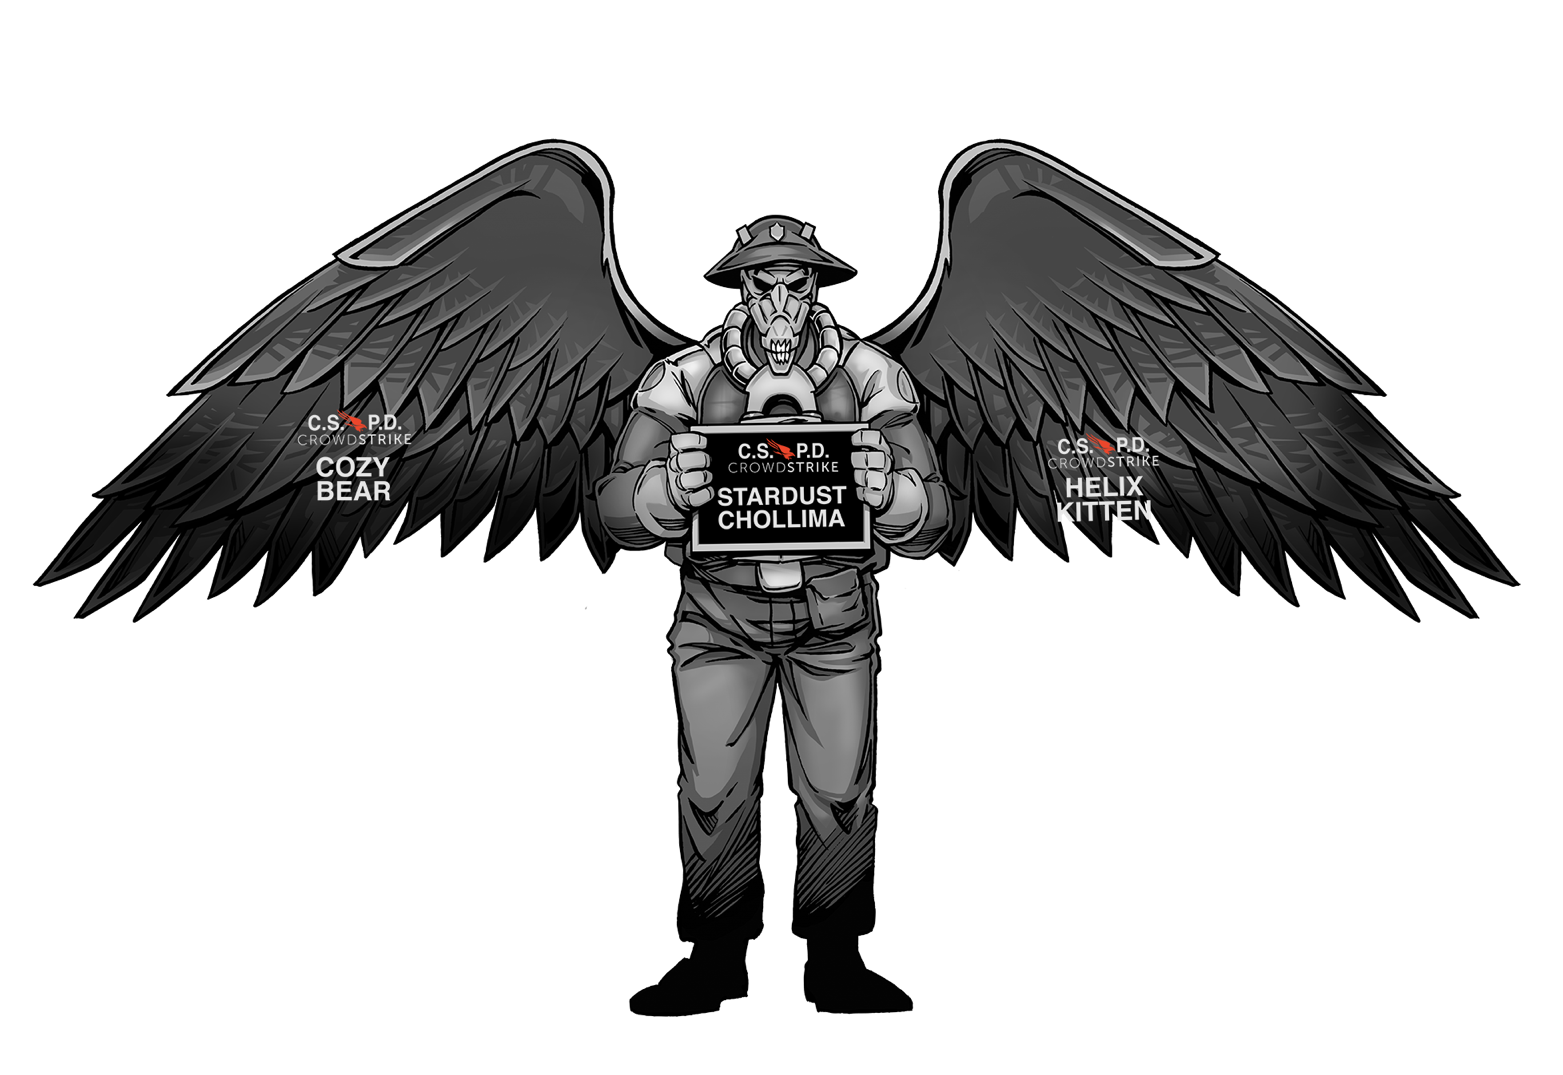 C.S. P.D.
CROWDSTRIKE
COZY
BEAR
C.S. P.D.
CROWDSTRIKE
STARDUST
CHOLLIMA
C.S. P.D.
CROWDSTRIKE
HELIX
KITTEN